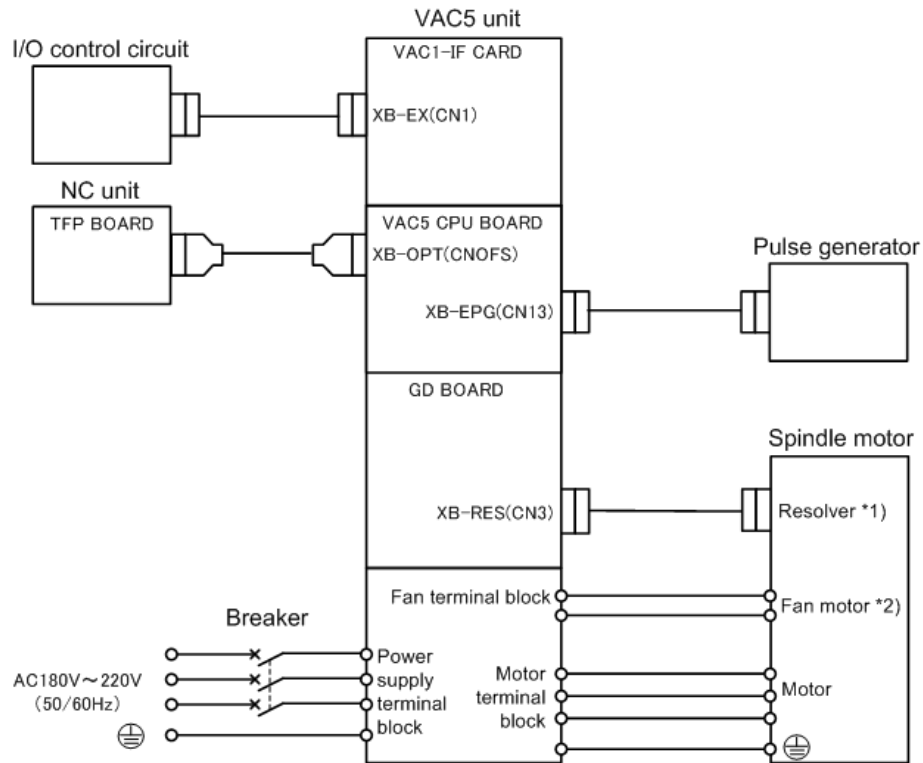 VAC5 unit
I/O control circuit
VAC1-IF CARD
XB-EX(CN1)
NC unit
TFP BOARD
VAC5 CPU BOARD
XB-OPT(CNOFS)
Pulse generator
XB-EPG(CN13)
GD BOARD
Spindle motor
XB-RES(CN3)
Resolver *1)
Fan terminal block
Fan motor *2)
Breaker
AC180V～220V
(50/60Hz)
Power
supply
terminal
block
Motor
terminal
block
Motor